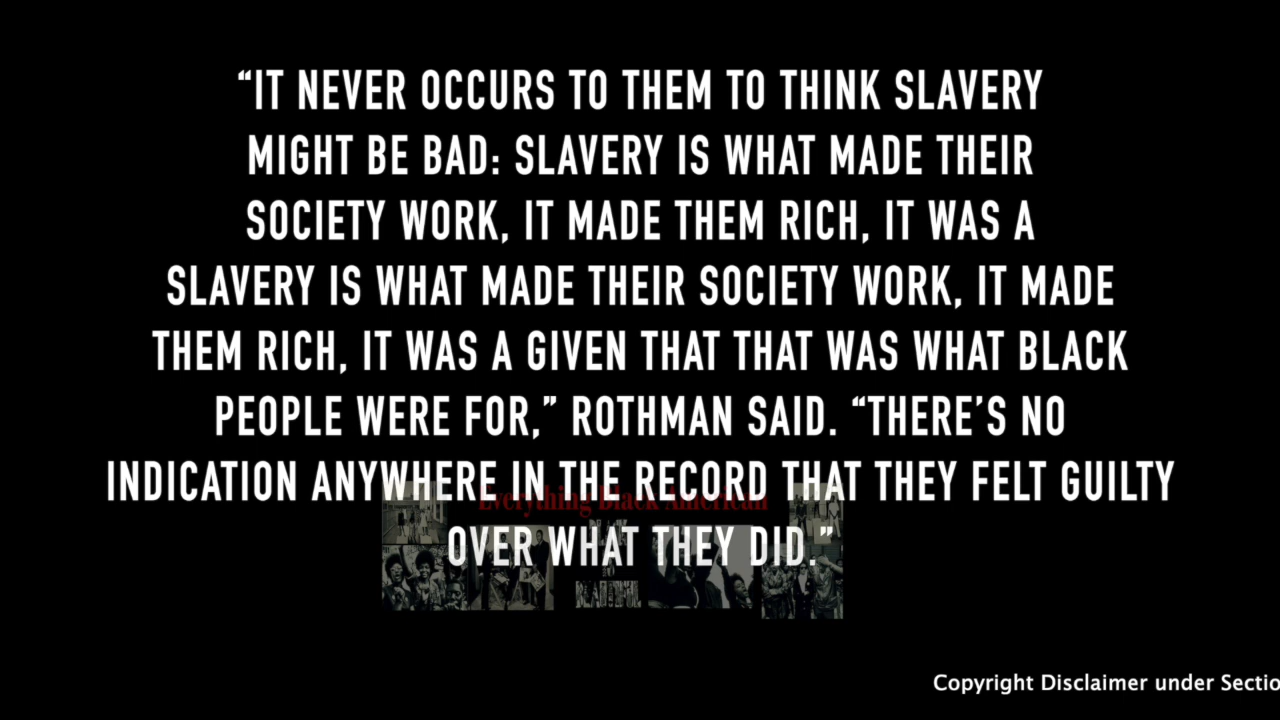 “IT NEVER OCCURS TO THEM TO THINK SLAVERY
MIGHT BE BAD: SLAVERY IS WHAT MADE THEIR
SOCIETY WORK, IT MADE THEM RICH, IT WAS A
SLAVERY IS WHAT MADE THEIR SOCIETY WORK, IT MADE
THEM RICH, IT WAS A GIVEN THAT THAT WAS WHAT BLACK
PEOPLE WERE FOR,” ROTHMAN SAID. “THERE’S NO
INDICATION ANYWHERE IN THE RECORD THAT THEY FELT GUILTY
Everything Black American
OVER WHAT THEY DID.”
Copyright Disclaimer under Sectio